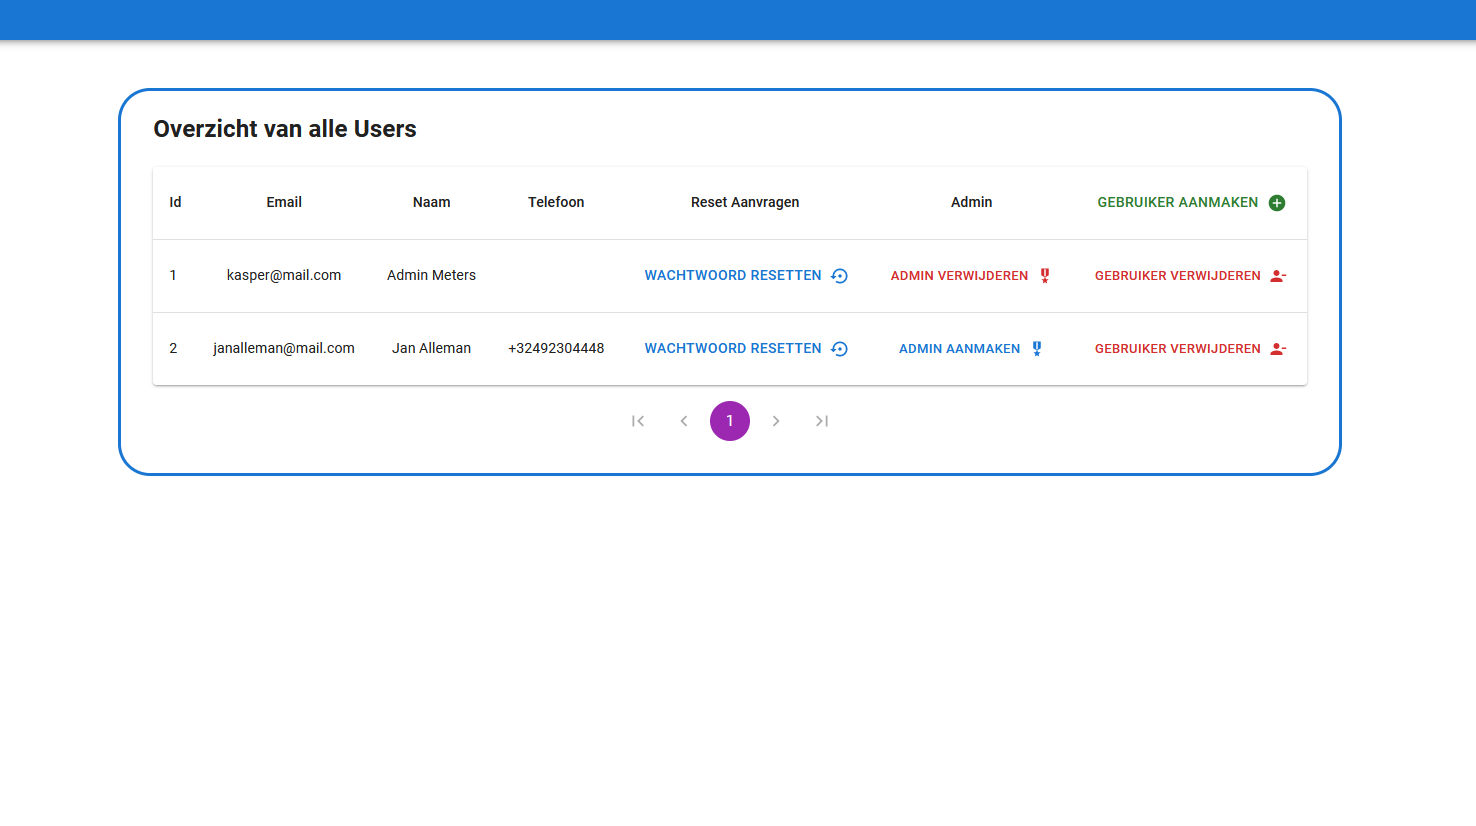 Overzicht van alle Users
Id Email Naam Telefoon Reset Aanvragen Admin GEBRUIKER AANMAKEN
1 kasper@mail.com Admin Meters WACHTWOORD RESETTEN ADMIN VERWIJDEREN GEBRUIKER VERWIJDEREN
2 janalleman@mail.com Jan Alleman +32492304448 WACHTWOORD RESETTEN ADMIN AANMAKEN GEBRUIKER VERWIJDEREN
1